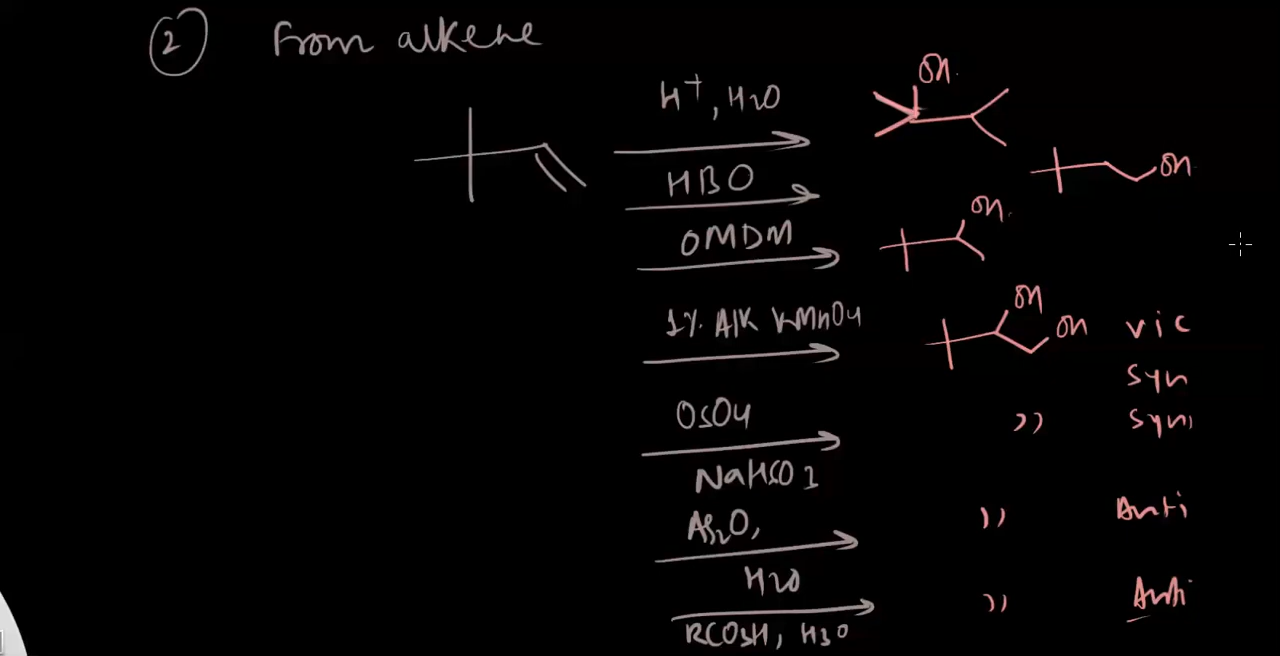 ② From alkene
H⁺, H₂O
OH
HBO
OH
OMDM
OH
1% Alk KMnO₄
OH
OH vic
syn
OsO₄
)) syn
NaHSO₃
Ag₂O,
)) Anti
H₂O
)) Anti
RCO₃H, H₃O